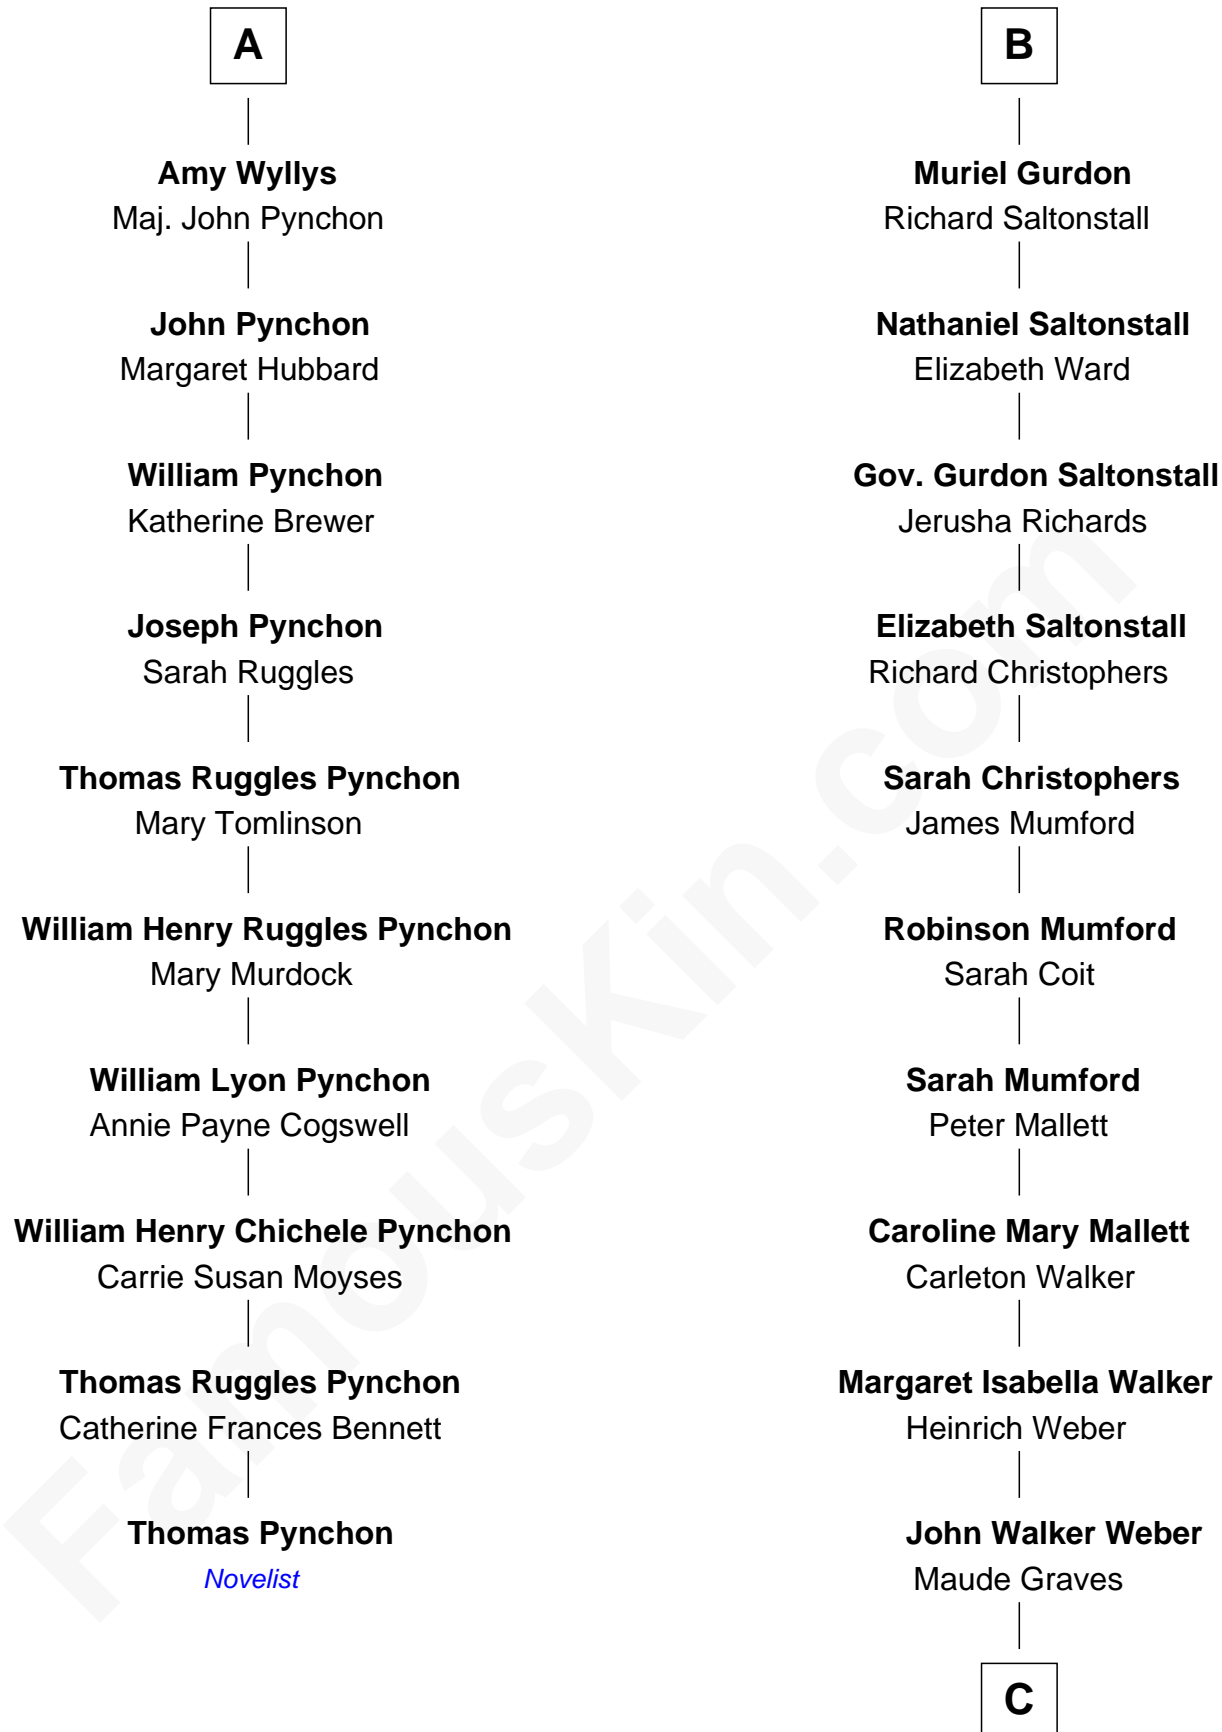 A
Amy Wyllys
Maj. John Pynchon
John Pynchon
Margaret Hubbard
William Pynchon
Katherine Brewer
Joseph Pynchon
Sarah Ruggles
Thomas Ruggles Pynchon
Mary Tomlinson
William Henry Ruggles Pynchon
Mary Murdock
William Lyon Pynchon
Annie Payne Cogswell
William Henry Chichele Pynchon
Carrie Susan Moyses
Thomas Ruggles Pynchon
Catherine Frances Bennett
Thomas Pynchon
Novelist
B
Muriel Gurdon
Richard Saltonstall
Nathaniel Saltonstall
Elizabeth Ward
Gov. Gurdon Saltonstall
Jerusha Richards
Elizabeth Saltonstall
Richard Christophers
Sarah Christophers
James Mumford
Robinson Mumford
Sarah Coit
Sarah Mumford
Peter Mallett
Caroline Mary Mallett
Carleton Walker
Margaret Isabella Walker
Heinrich Weber
John Walker Weber
Maude Graves
C
FamousKin.com